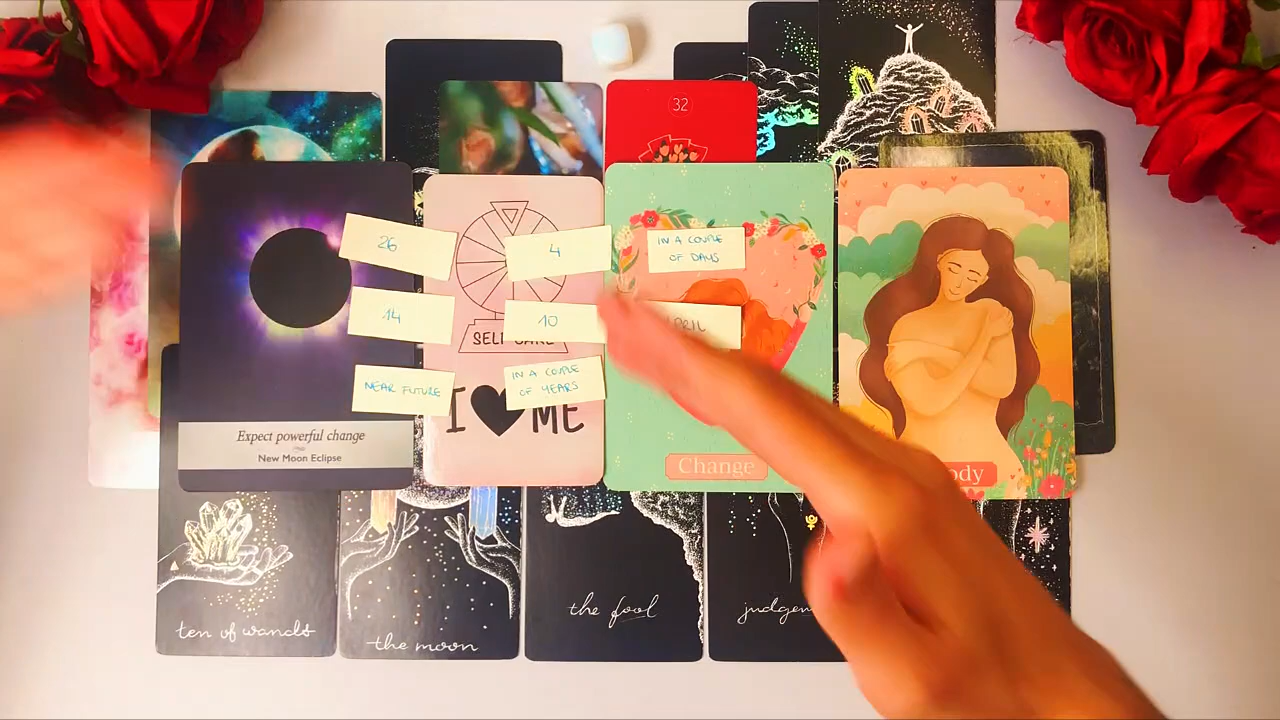 32
26
4
IN A COUPLE
OF DAYS
14
10
SELF CARE
NEAR FUTURE
IN A COUPLE
OF YEARS
I ♥ ME
Expect powerful change
New Moon Eclipse
Change
ten of wands
the moon
the fool